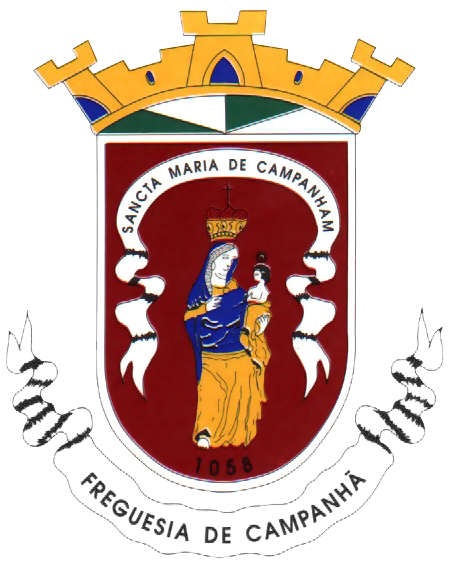 SANCTA MARIA DE CAMPANHAM
1058
FREGUESIA DE CAMPANHÃ